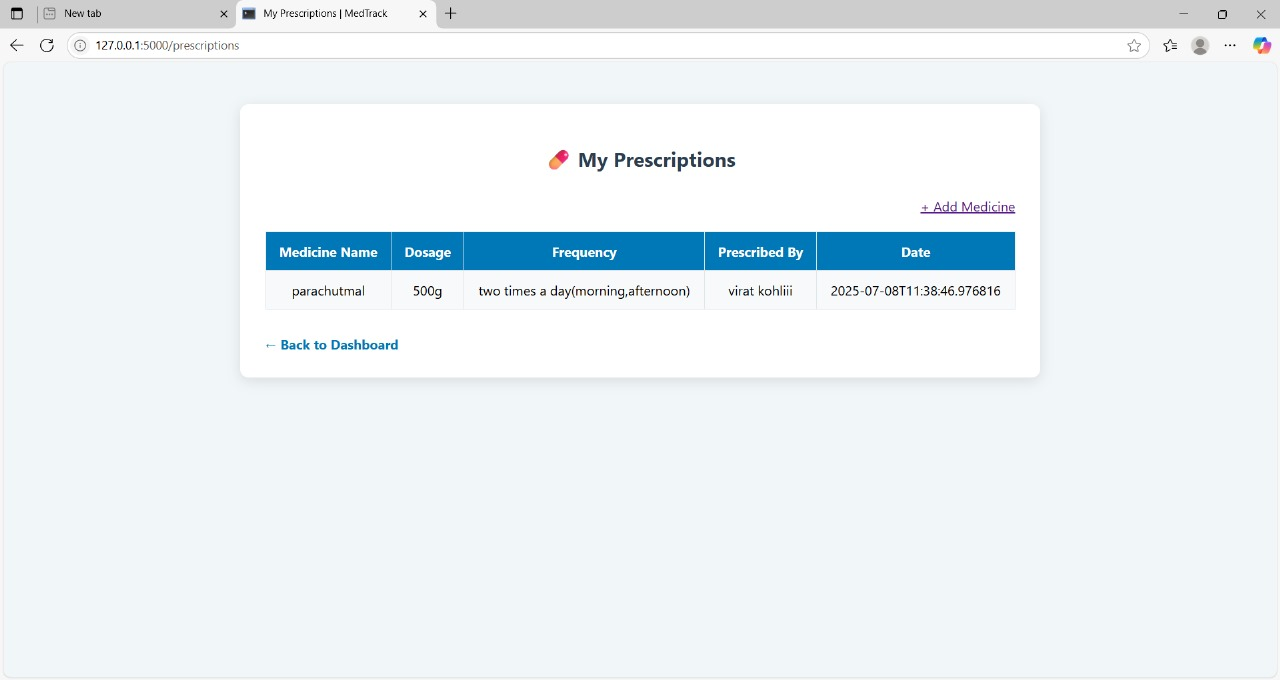 New tab
My Prescriptions | MedTrack
127.0.0.1:5000/prescriptions
My Prescriptions
+ Add Medicine
Medicine Name Dosage Frequency Prescribed By Date
parachutmal 500g two times a day(morning,afternoon) virat kohliii 2025-07-08T11:38:46.976816
← Back to Dashboard